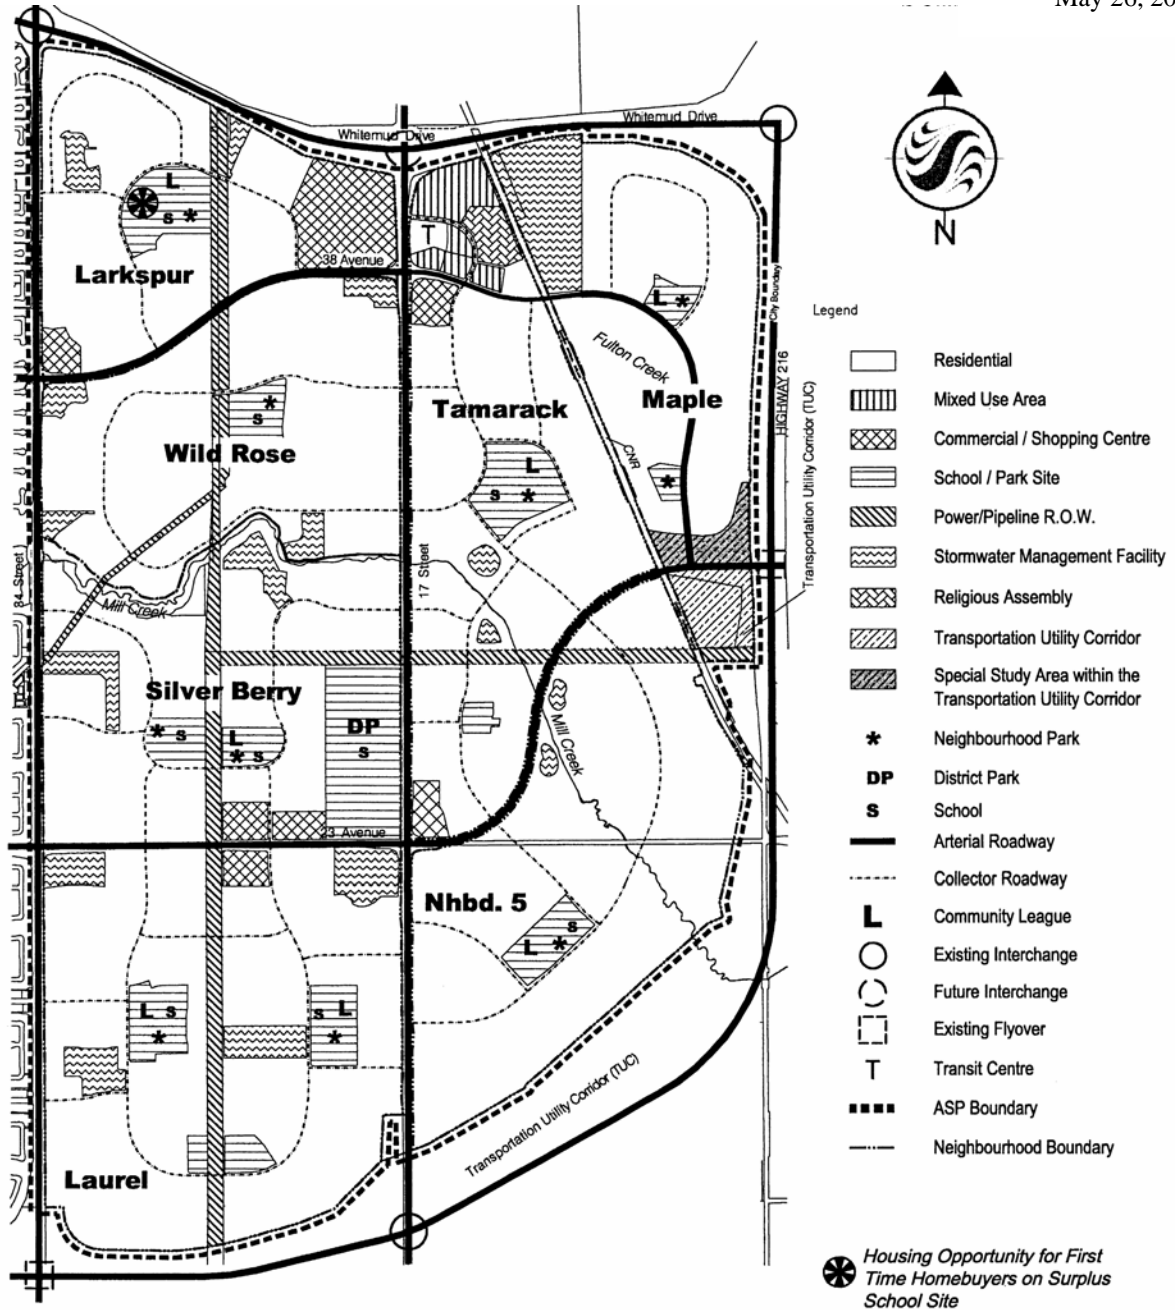 May 26, 20
Whitemud Drive
Whitemud Drive
N
L
S *
Larkspur
T
38 Avenue
L *
City Boundary
Fulton Creek
Maple
Tamarack
HIGHWAY 216
Transportation Utility Corridor (TUC)
*
S
Wild Rose
L
S *
CNR
*
34 Street
17 Street
Mill Creek
Silver Berry
* S
L
* S
DP
S
Mill Creek
23 Avenue
Nhbd. 5
S
L *
L S
*
S L
*
Transportation Utility Corridor (TUC)
Laurel
Legend
Residential
Mixed Use Area
Commercial / Shopping Centre
School / Park Site
Power/Pipeline R.O.W.
Stormwater Management Facility
Religious Assembly
Transportation Utility Corridor
Special Study Area within the
Transportation Utility Corridor
* Neighbourhood Park
DP District Park
S School
Arterial Roadway
Collector Roadway
L Community League
Existing Interchange
Future Interchange
Existing Flyover
T Transit Centre
ASP Boundary
Neighbourhood Boundary
Housing Opportunity for First
Time Homebuyers on Surplus
School Site